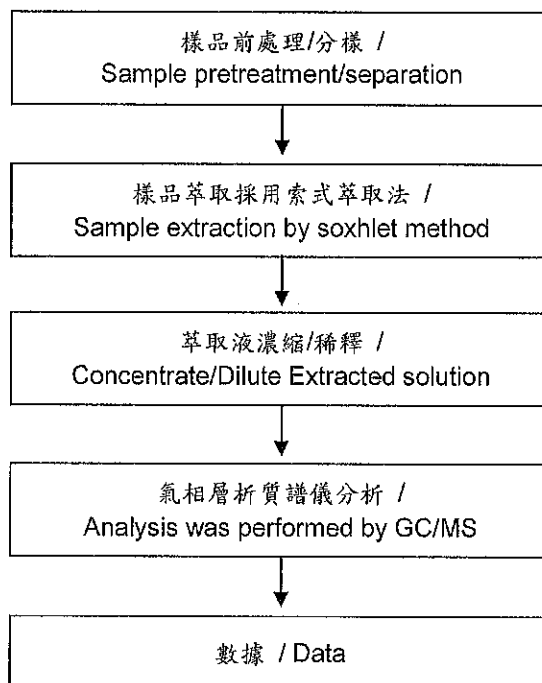 樣品前處理/分樣 /
Sample pretreatment/separation
樣品萃取採用索式萃取法 /
Sample extraction by soxhlet method
萃取液濃縮/稀釋 /
Concentrate/Dilute Extracted solution
氣相層析質譜儀分析 /
Analysis was performed by GC/MS
數據 / Data